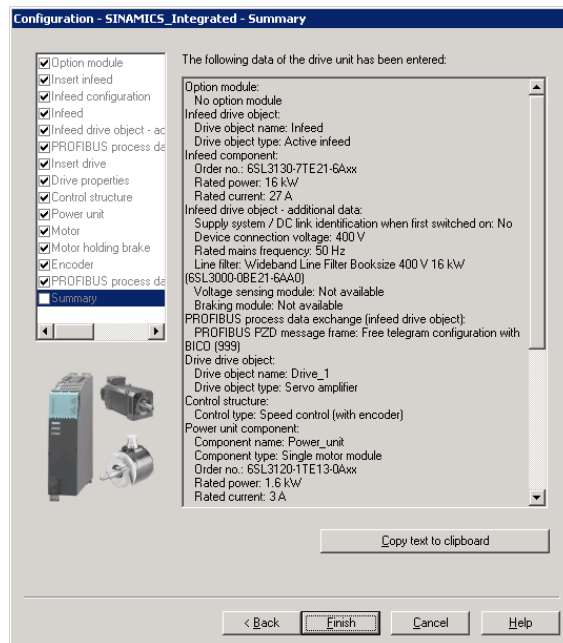 Configuration - SINAMICS_Integrated - Summary
Option module
Insert infeed
Infeed configuration
Infeed
Infeed drive object - ac
PROFIBUS process da
Insert drive
Drive properties
Control structure
Power unit
Motor
Motor holding brake
Encoder
PROFIBUS process da
Summary
The following data of the drive unit has been entered:
Option module:
No option module
Infeed drive object:
Drive object name: Infeed
Drive object type: Active infeed
Infeed component:
Order no.: 6SL3130-7TE21-6Axx
Rated power: 16 kW
Rated current: 27 A
Infeed drive object - additional data:
Supply system / DC link identification when first switched on: No
Device connection voltage: 400 V
Rated mains frequency: 50 Hz
Line filter: Wideband Line Filter Booksize 400 V 16 kW
(6SL3000-0BE21-6AA0)
Voltage sensing module: Not available
Braking module: Not available
PROFIBUS process data exchange (infeed drive object):
PROFIBUS PZD message frame: Free telegram configuration with
BICO (999)
Drive drive object:
Drive object name: Drive_1
Drive object type: Servo amplifier
Control structure:
Control type: Speed control (with encoder)
Power unit component:
Component name: Power_unit
Component type: Single motor module
Order no.: 6SL3120-1TE13-0Axx
Rated power: 1.6 kW
Rated current: 3 A
Copy text to clipboard
< Back
Finish
Cancel
Help